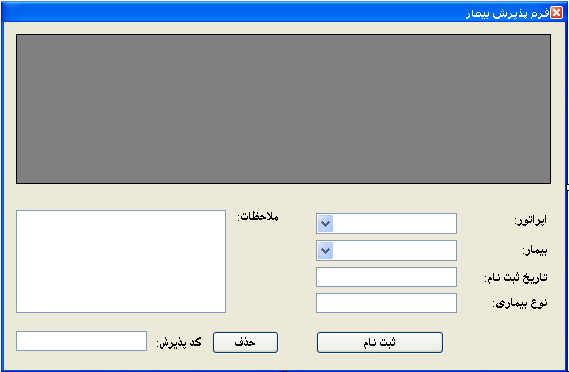 فرم پذیرش بیمار
اپراتور:
بیمار:
تاریخ ثبت نام:
نوع بیماری:
ملاحظات:
ثبت نام
حذف
کد پذیرش: